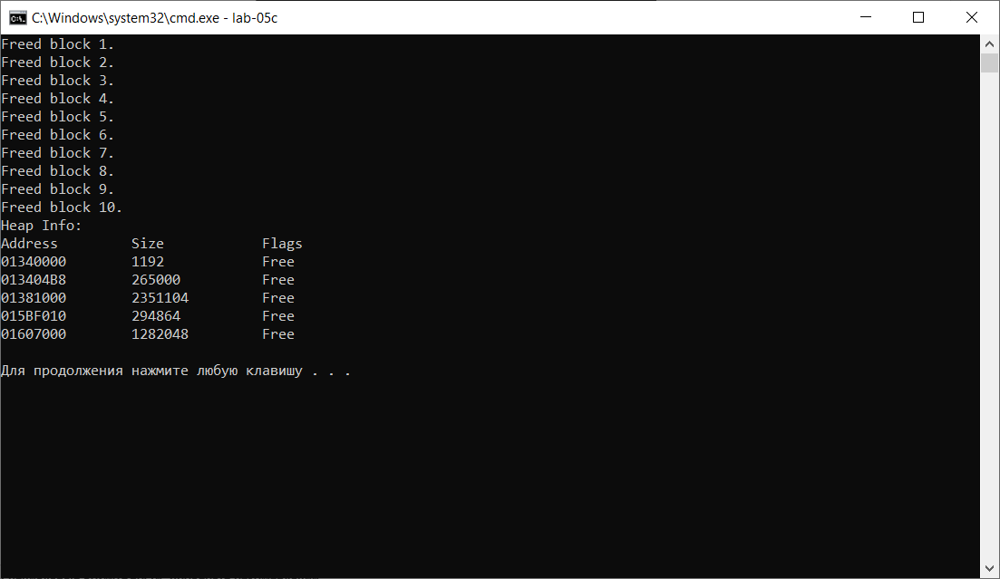 C:\Windows\system32\cmd.exe - lab-05c
Freed block 1.
Freed block 2.
Freed block 3.
Freed block 4.
Freed block 5.
Freed block 6.
Freed block 7.
Freed block 8.
Freed block 9.
Freed block 10.
Heap Info:
Address Size Flags
01340000 1192 Free
013404B8 265000 Free
01381000 2351104 Free
015BF010 294864 Free
01607000 1282048 Free
Для продолжения нажмите любую клавишу . . .